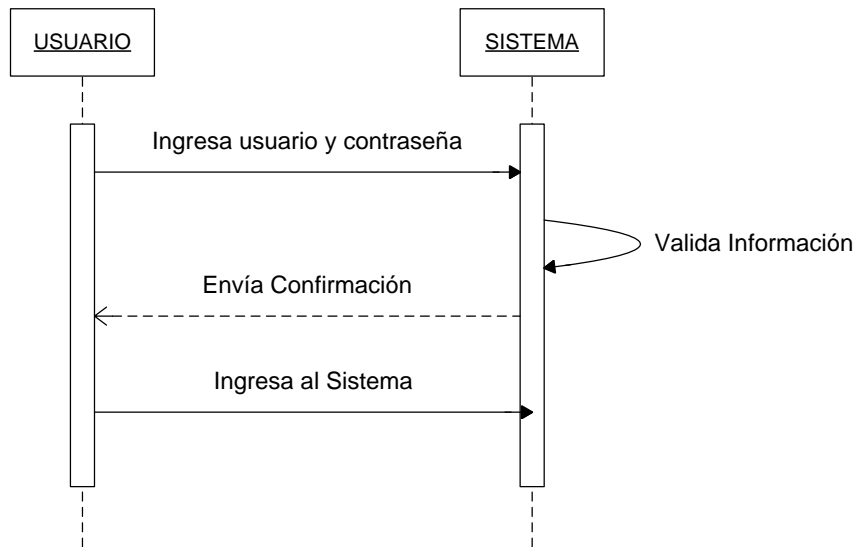 USUARIO
SISTEMA
Ingresa usuario y contraseña
Valida Información
Envía Confirmación
Ingresa al Sistema